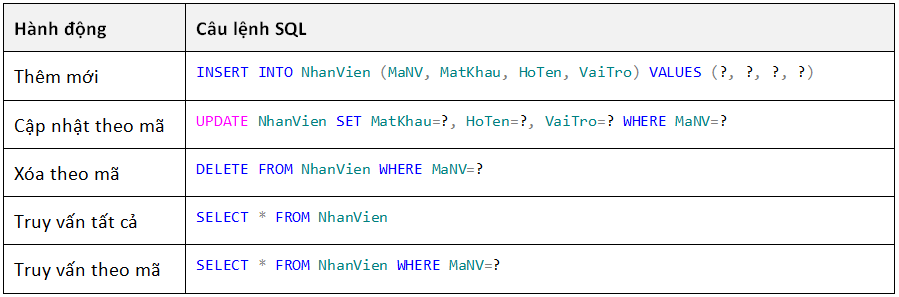 Hành động Câu lệnh SQL
Thêm mới INSERT INTO NhanVien (MaNV, MatKhau, HoTen, VaiTro) VALUES (?, ?, ?, ?)
Cập nhật theo mã UPDATE NhanVien SET MatKhau=?, HoTen=?, VaiTro=? WHERE MaNV=?
Xóa theo mã DELETE FROM NhanVien WHERE MaNV=?
Truy vấn tất cả SELECT * FROM NhanVien
Truy vấn theo mã SELECT * FROM NhanVien WHERE MaNV=?